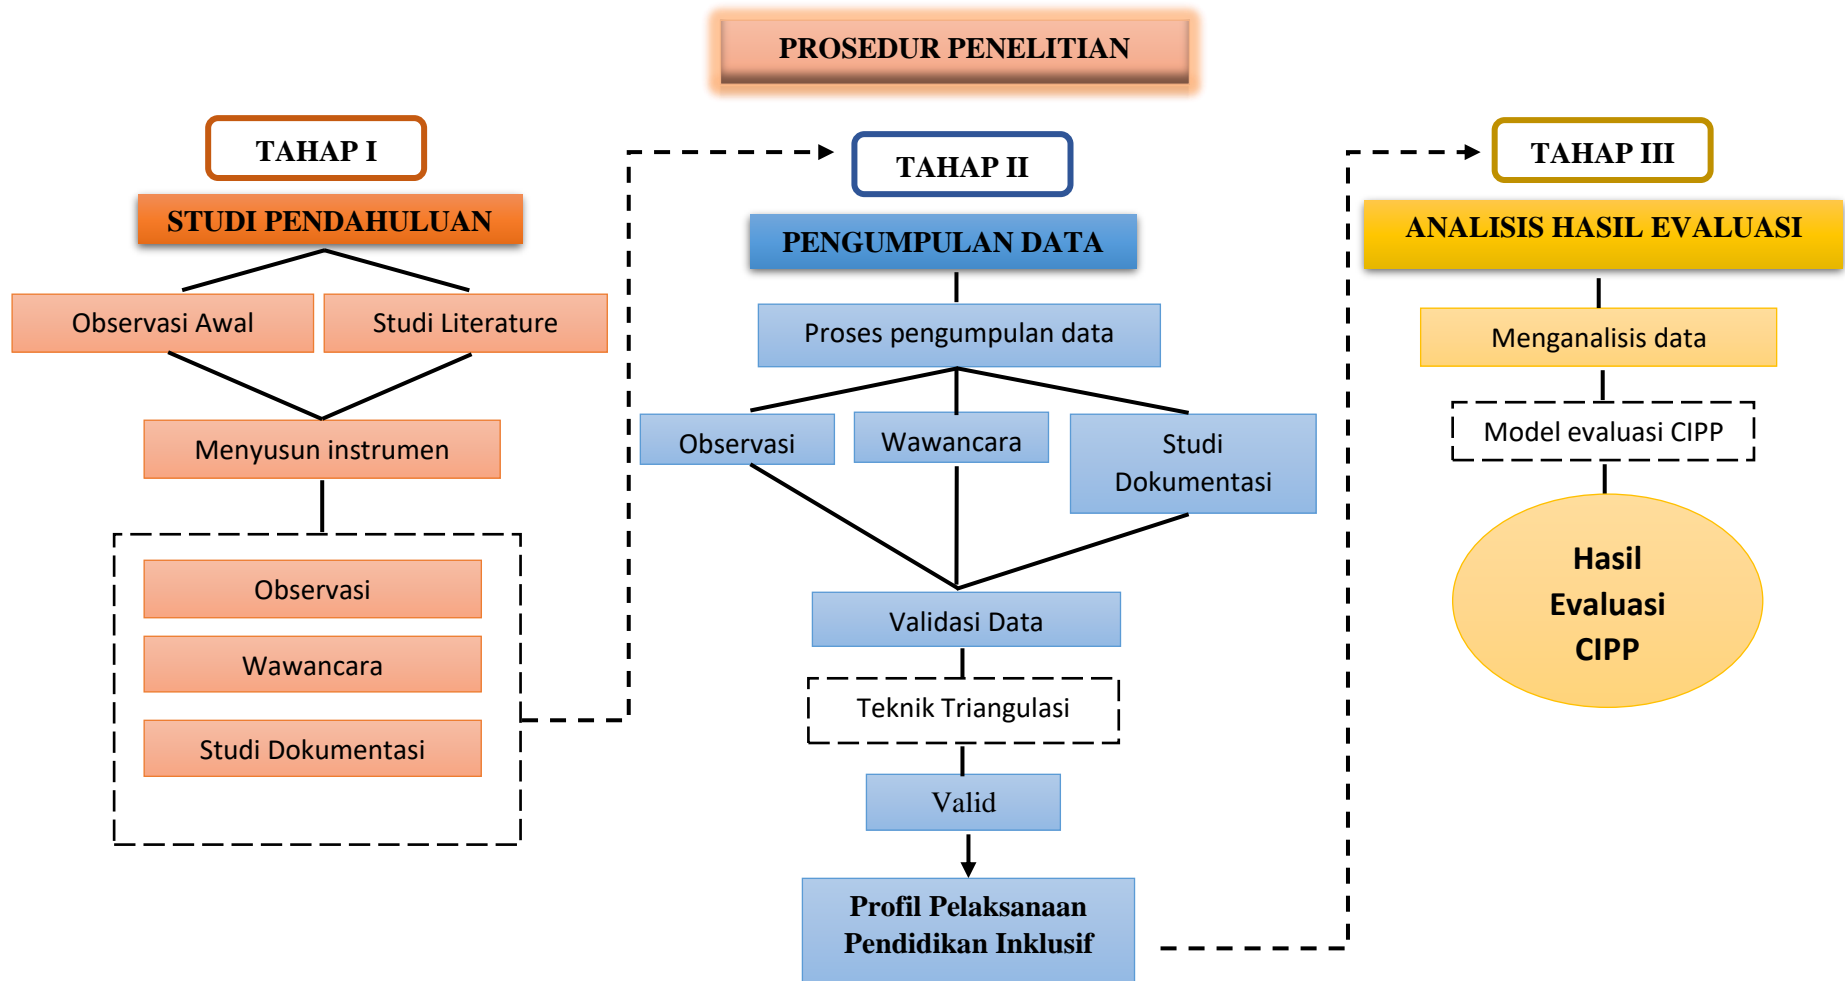 PROSEDUR PENELITIAN
TAHAP I
STUDI PENDAHULUAN
Observasi Awal
Studi Literature
Menyusun instrumen
Observasi
Wawancara
Studi Dokumentasi
TAHAP II
PENGUMPULAN DATA
Proses pengumpulan data
Observasi
Wawancara
Studi
Dokumentasi
Validasi Data
Teknik Triangulasi
Valid
Profil Pelaksanaan
Pendidikan Inklusif
TAHAP III
ANALISIS HASIL EVALUASI
Menganalisis data
Model evaluasi CIPP
Hasil
Evaluasi
CIPP